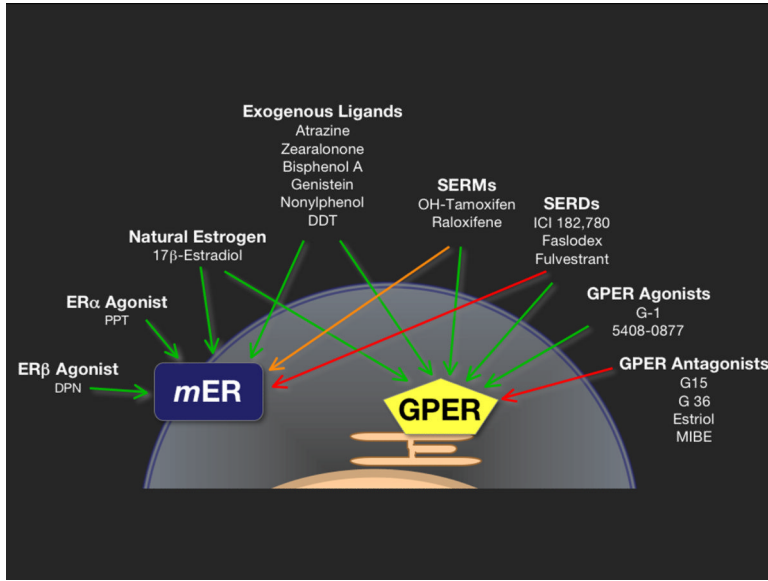 Exogenous Ligands
Atrazine
Zearalonone
Bisphenol A
Genistein
Nonylphenol
DDT
SERMs
OH-Tamoxifen
Raloxifene
SERDs
ICI 182,780
Faslodex
Fulvestrant
Natural Estrogen
17β-Estradiol
GPER Agonists
G-1
5408-0877
ERα Agonist
PPT
ERβ Agonist
DPN
GPER Antagonists
G15
G 36
Estriol
MIBE
mER
GPER